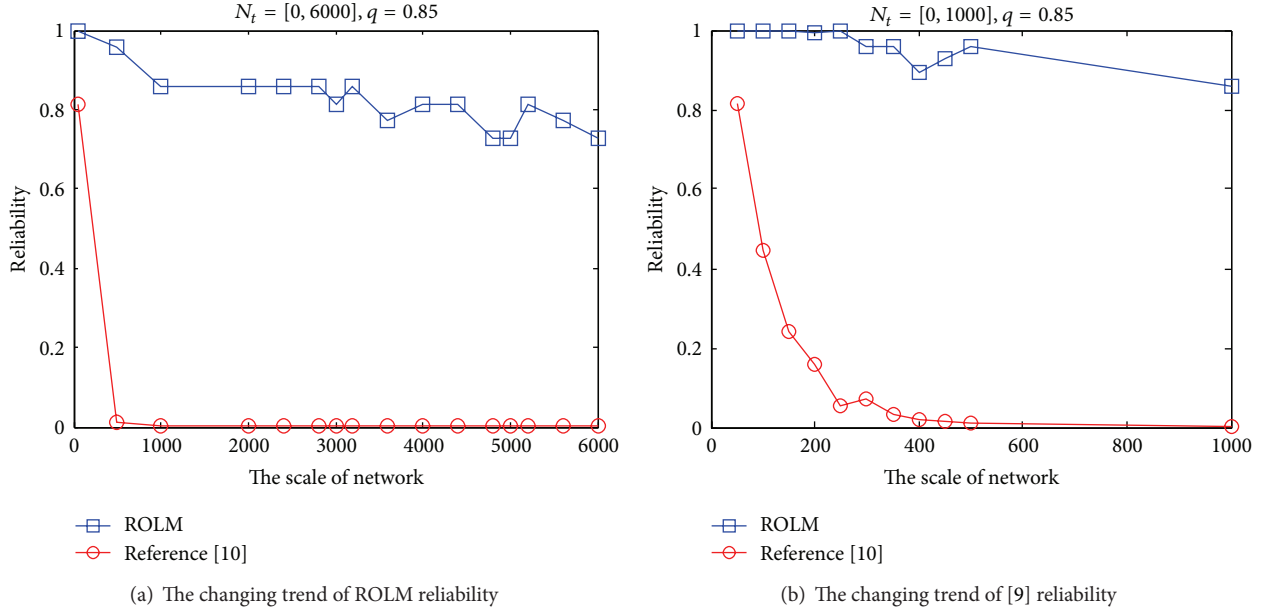 N_t = [0, 6000], q = 0.85
1
0.8
0.6
0.4
0.2
0
Reliability
0 1000 2000 3000 4000 5000 6000
The scale of network
ROLM
Reference [10]
(a) The changing trend of ROLM reliability
N_t = [0, 1000], q = 0.85
1
0.8
0.6
0.4
0.2
0
Reliability
0 200 400 600 800 1000
The scale of network
ROLM
Reference [10]
(b) The changing trend of [9] reliability